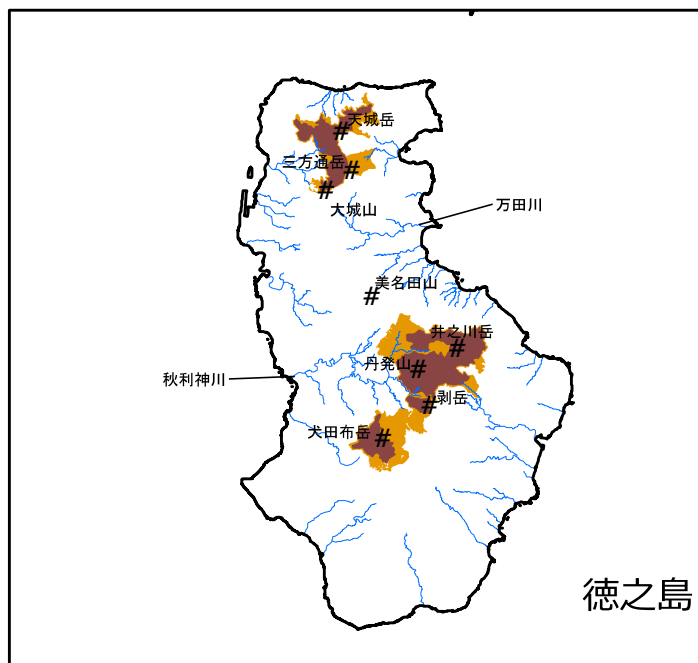 天城岳
三方通岳
大城山
万田川
美名田山
井之川岳
丹発山
秋利神川
剥岳
犬田布岳
徳之島